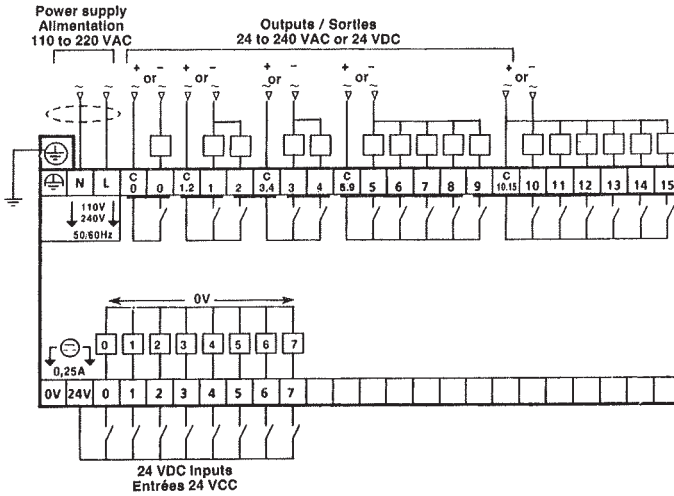 Power supply
Alimentation
110 to 220 VAC
Outputs / Sorties
24 to 240 VAC or 24 VDC
~ ~ + or − ~ ~ + or − ~ ~ + or − ~ ~ + or − ~ ~ + or − ~ ~
N L C 0 0 C 1.2 1 2 C 3,4 3 4 C 5.9 5 6 7 8 9 C 10.15 10 11 12 13 14 15
110V
240V
50/60Hz
0V
0 1 2 3 4 5 6 7
0,25A
0V 24V 0 1 2 3 4 5 6 7
24 VDC Inputs
Entrées 24 VCC